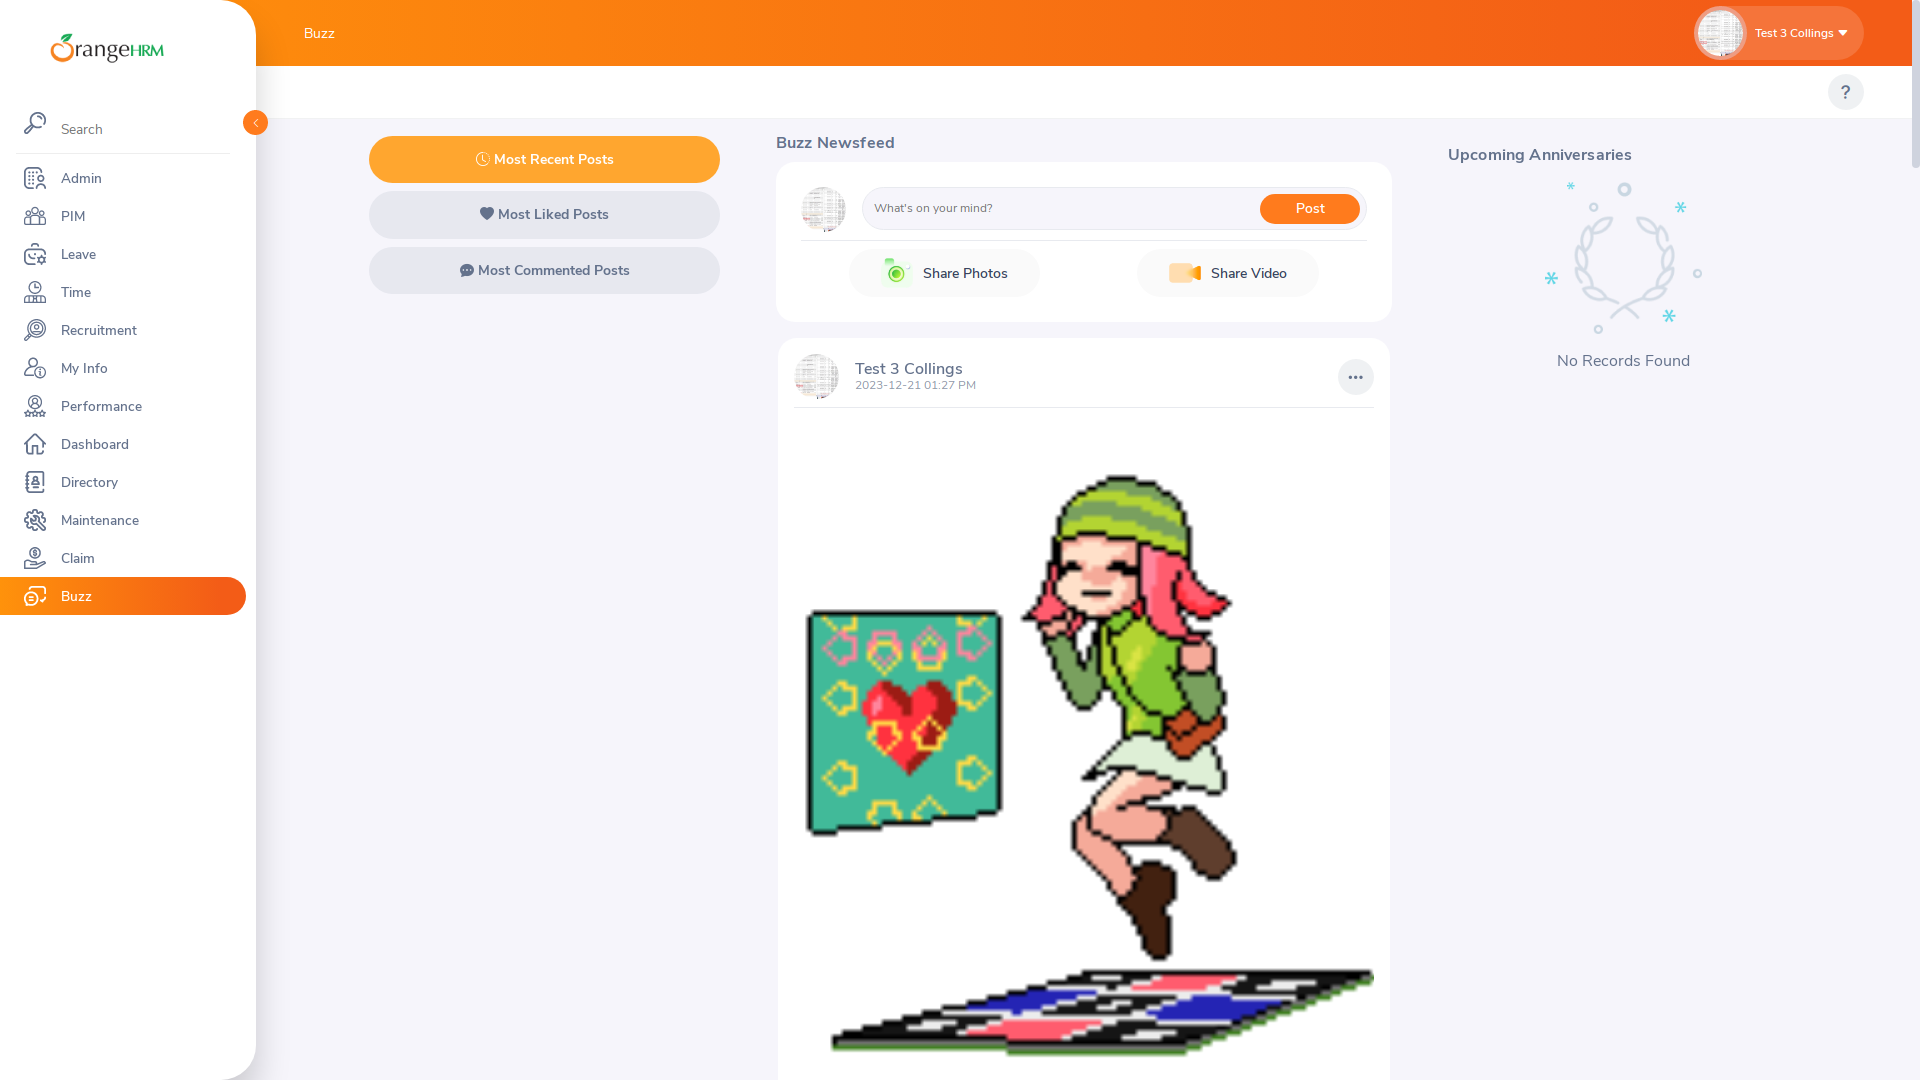 OrangeHRM
Buzz
Test 3 Collings
?
Search
Admin
PIM
Leave
Time
Recruitment
My Info
Performance
Dashboard
Directory
Maintenance
Claim
Buzz
Most Recent Posts
Most Liked Posts
Most Commented Posts
Buzz Newsfeed
What's on your mind?
Post
Share Photos
Share Video
Test 3 Collings
2023-12-21 01:27 PM
Upcoming Anniversaries
No Records Found